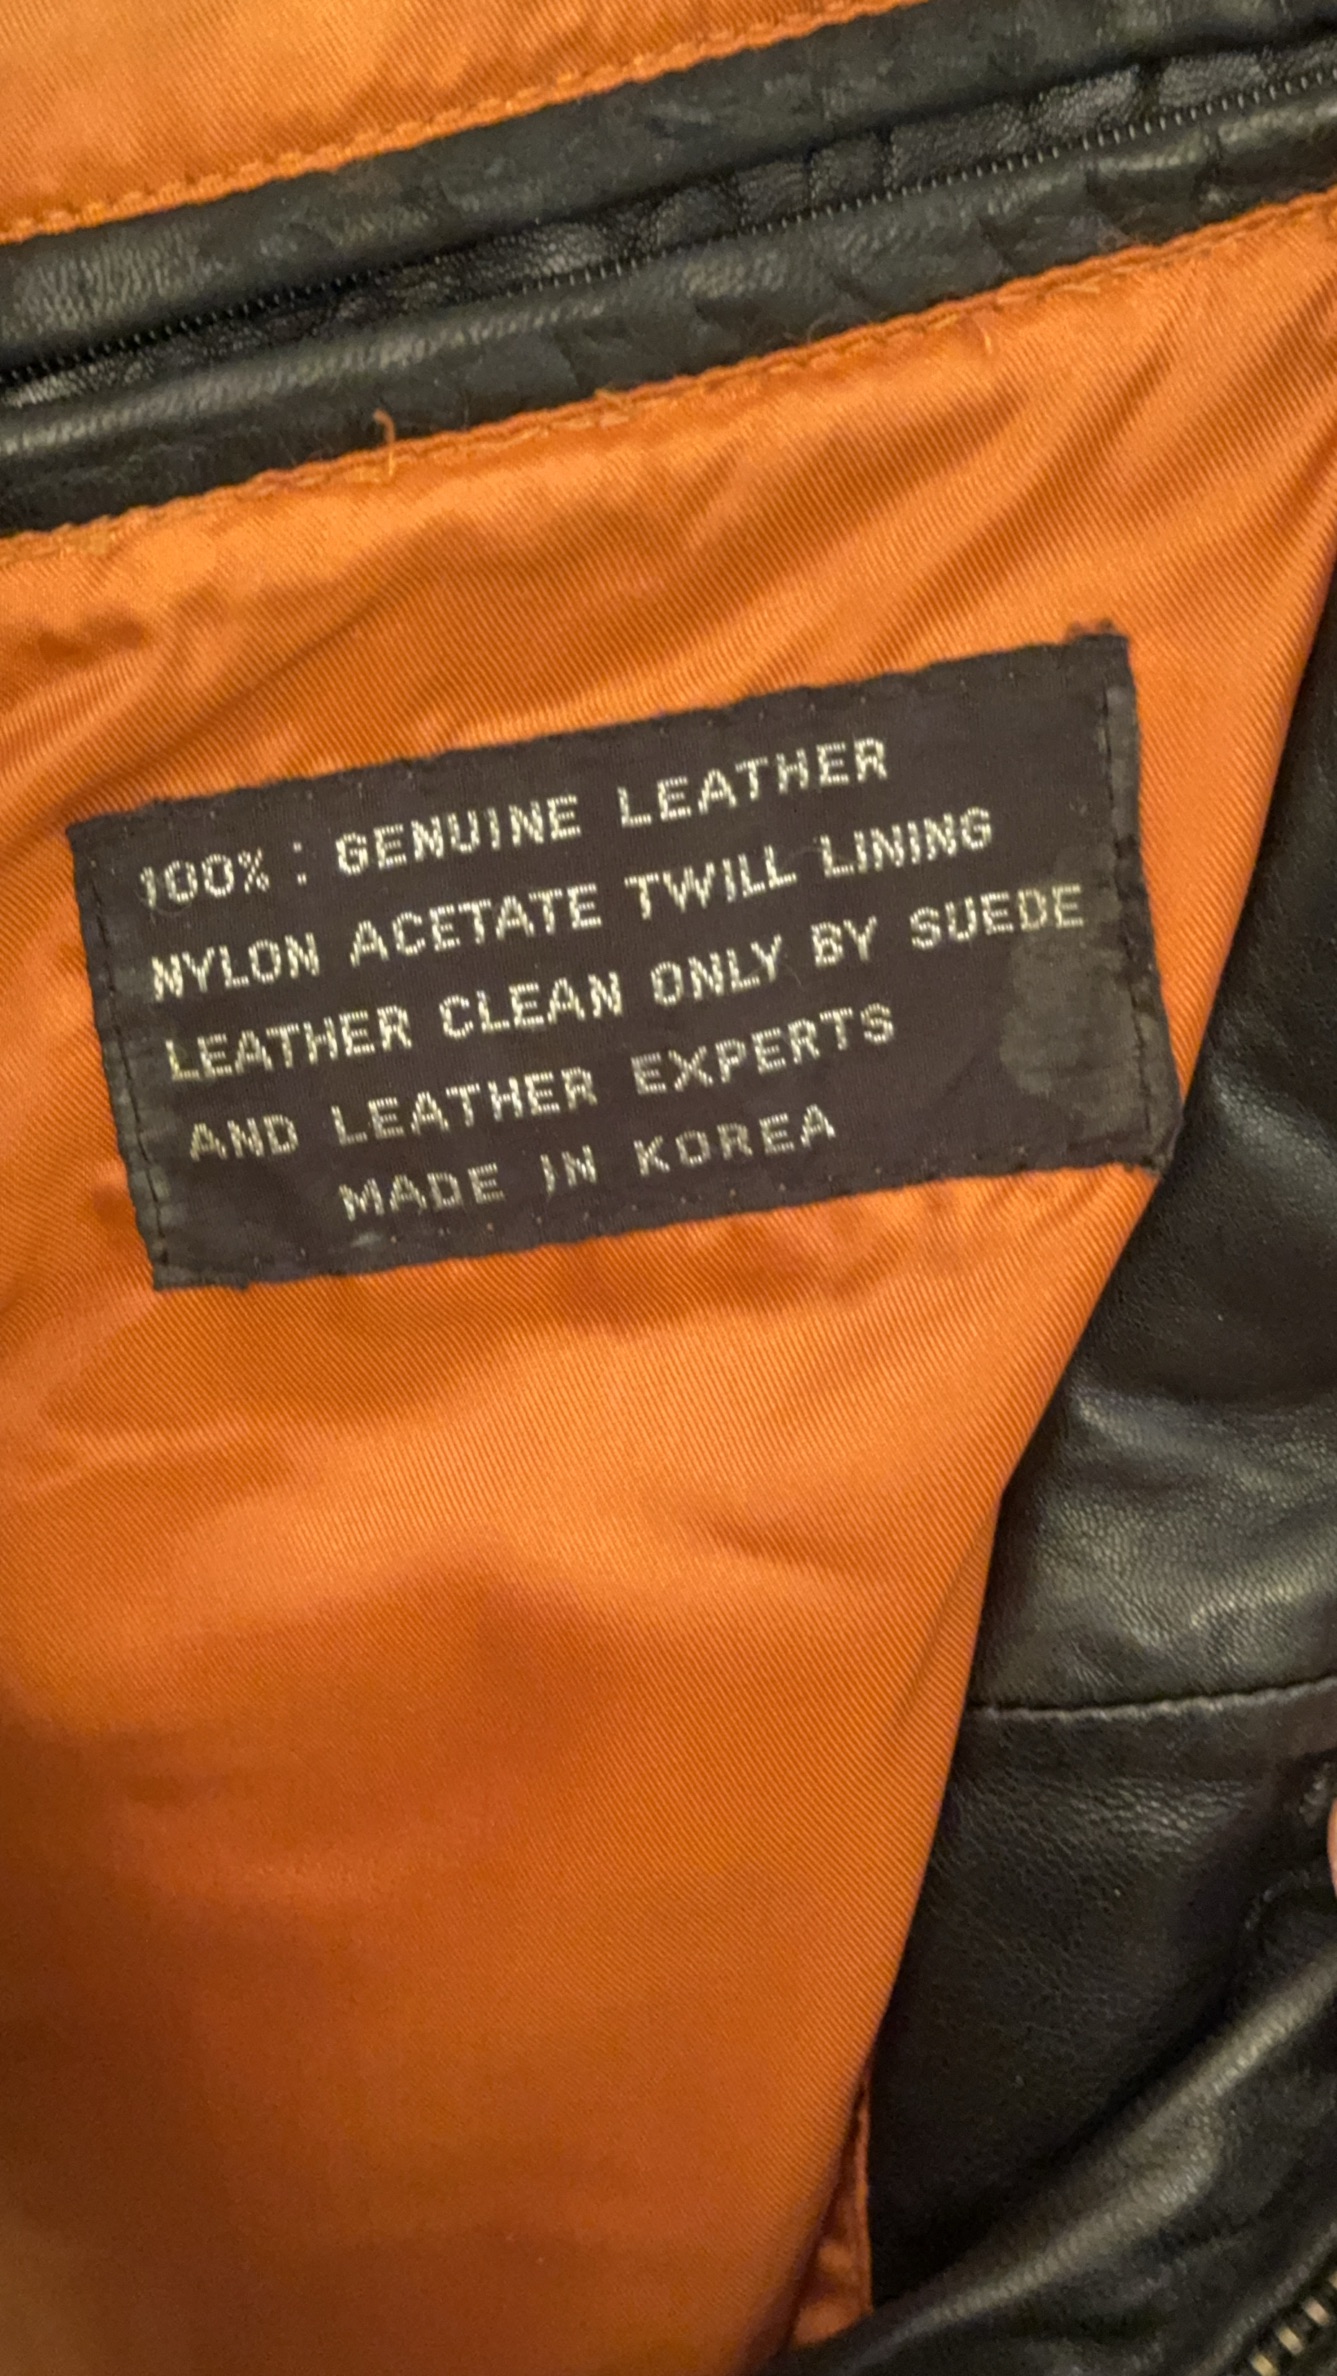 100% : GENUINE LEATHER
NYLON ACETATE TWILL LINING
LEATHER CLEAN ONLY BY SUEDE
AND LEATHER EXPERTS
MADE IN KOREA